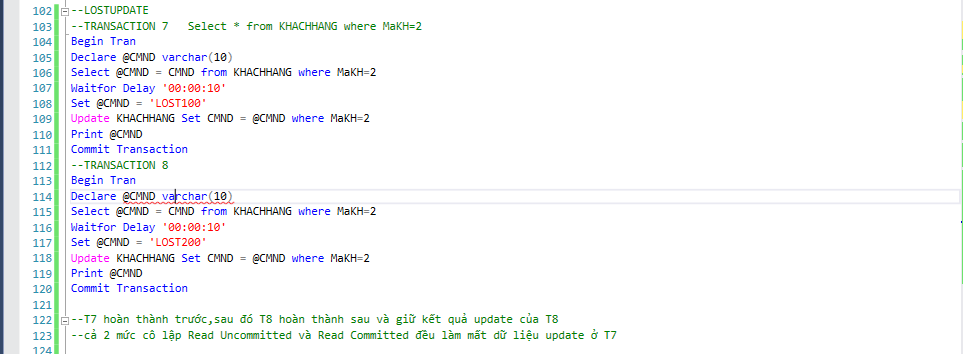 102 --LOSTUPDATE
103 --TRANSACTION 7   Select * from KHACHHANG where MaKH=2
104 Begin Tran
105 Declare @CMND varchar(10)
106 Select @CMND = CMND from KHACHHANG where MaKH=2
107 Waitfor Delay '00:00:10'
108 Set @CMND = 'LOST100'
109 Update KHACHHANG Set CMND = @CMND where MaKH=2
110 Print @CMND
111 Commit Transaction
112 --TRANSACTION 8
113 Begin Tran
114 Declare @CMND varchar(10)
115 Select @CMND = CMND from KHACHHANG where MaKH=2
116 Waitfor Delay '00:00:10'
117 Set @CMND = 'LOST200'
118 Update KHACHHANG Set CMND = @CMND where MaKH=2
119 Print @CMND
120 Commit Transaction
121
122 --T7 hoàn thành trước,sau đó T8 hoàn thành sau và giữ kết quả update của T8
123 --cả 2 mức cô lập Read Uncommitted và Read Committed đều làm mất dữ liệu update ở T7
124